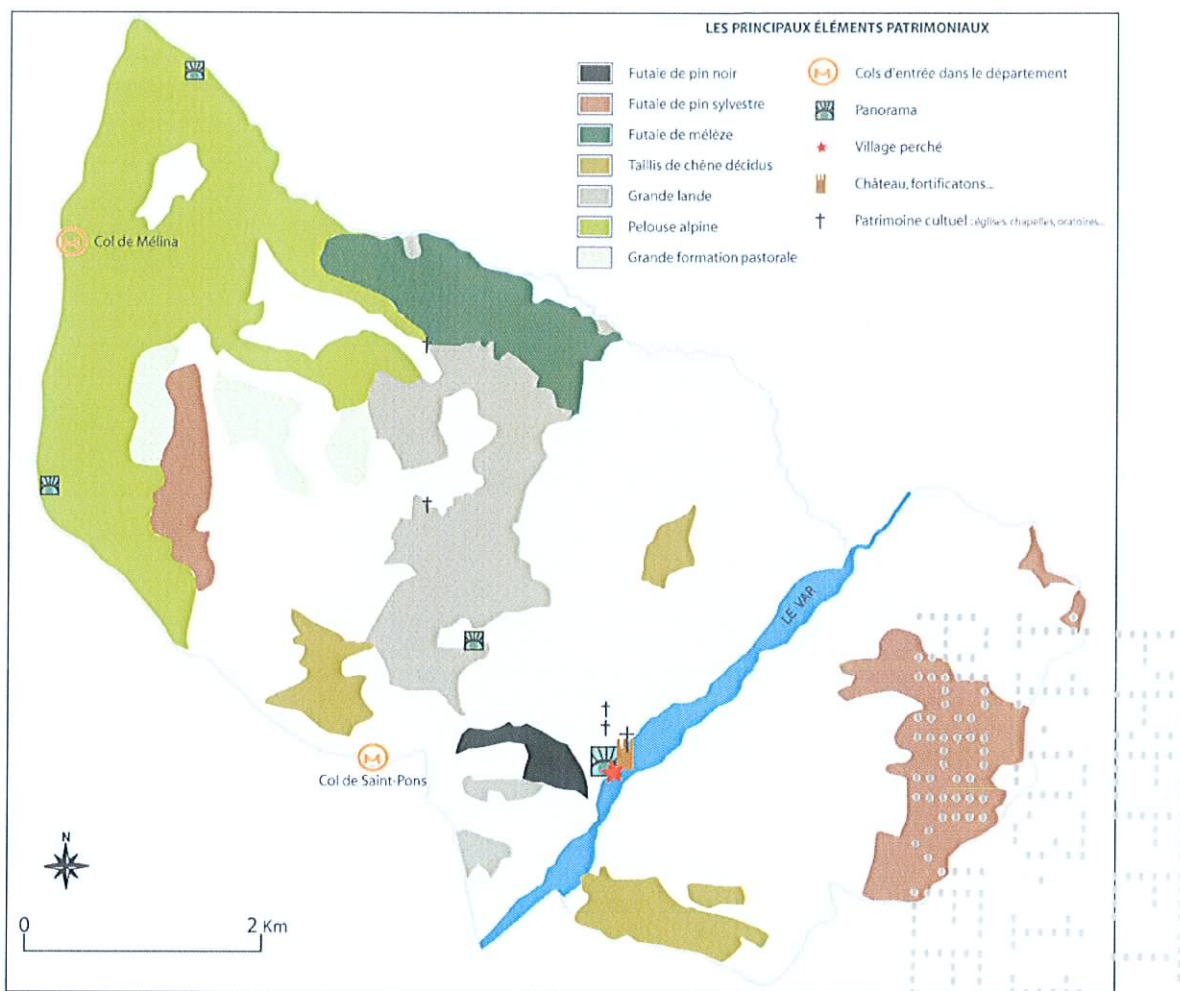 LES PRINCIPAUX ÉLÉMENTS PATRIMONIAUX
Futaie de pin noir
Futaie de pin sylvestre
Futaie de mélèze
Taillis de chêne décidus
Grande lande
Pelouse alpine
Grande formation pastorale
Cols d'entrée dans le département
Panorama
Village perché
Château, fortificatons...
Patrimoine cultuel : églises, chapelles, oratoires...
M Col de Mélina
LE VAR
M
Col de Saint-Pons
N
0 2 Km